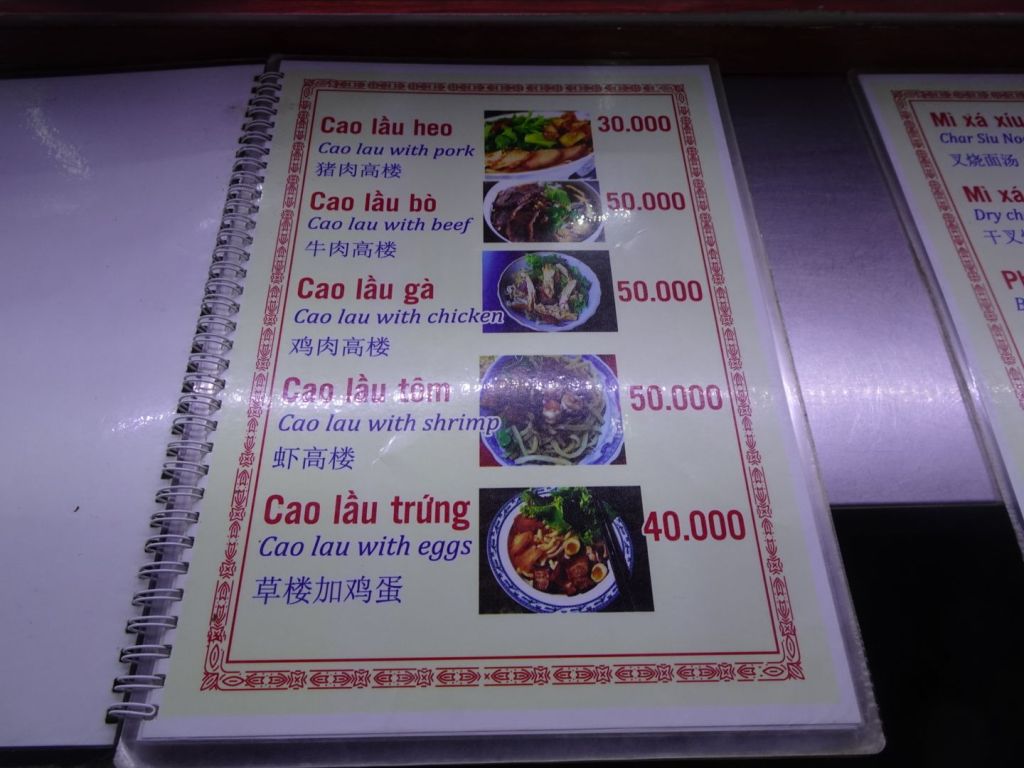 Cao lầu heo 30.000
Cao lau with pork
猪肉高楼
Cao lầu bò 50.000
Cao lau with beef
牛肉高楼
Cao lầu gà 50.000
Cao lau with chicken
鸡肉高楼
Cao lầu tôm 50.000
Cao lau with shrimp
虾高楼
Cao lầu trứng 40.000
Cao lau with eggs
草楼加鸡蛋
Mì xá xíu
Char Siu
叉烧面汤
Mì xá
Dry
干叉